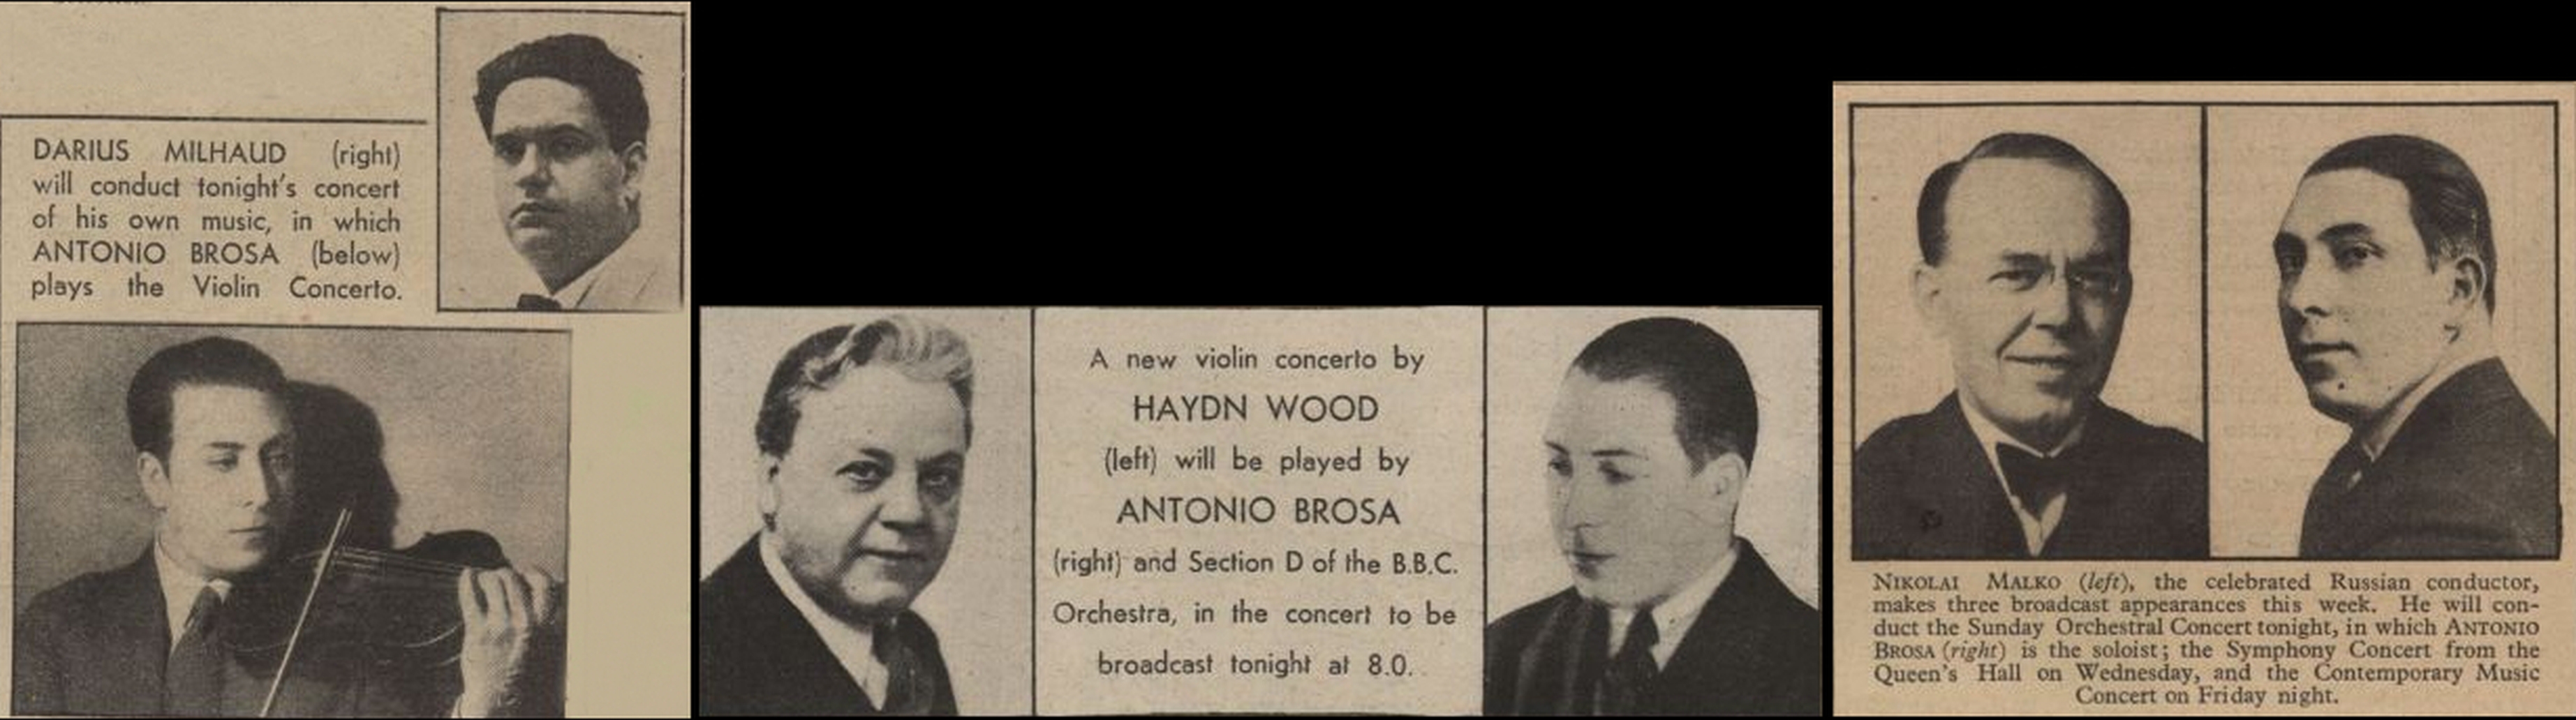 DARIUS MILHAUD (right)
will conduct tonight's concert
of his own music, in which
ANTONIO BROSA (below)
plays the Violin Concerto.
A new violin concerto by
HAYDN WOOD
(left) will be played by
ANTONIO BROSA
(right) and Section D of the B.B.C.
Orchestra, in the concert to be
broadcast tonight at 8.0.
NIKOLAI MALKO (left), the celebrated Russian conductor,
makes three broadcast appearances this week. He will con-
duct the Sunday Orchestral Concert tonight, in which ANTONIO
BROSA (right) is the soloist; the Symphony Concert from the
Queen's Hall on Wednesday, and the Contemporary Music
Concert on Friday night.